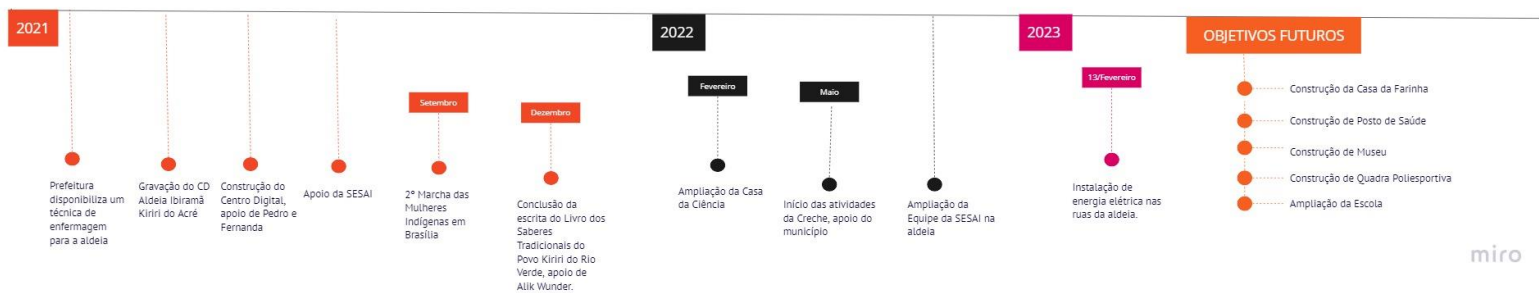 2021
Prefeitura
disponibiliza um
técnica de
enfermagem
para a aldeia
Gravação do CD
Aldeia Ibiramã
Kiriri do Acré
Construção do
Centro Digital,
apoio de Pedro e
Fernanda
Apoio da SESAI
Setembro
2º Marcha das
Mulheres
Indígenas em
Brasília
Dezembro
Conclusão da
escrita do Livro dos
Saberes
Tradicionais do
Povo Kiriri do Rio
Verde, apoio de
Alik Wunder.
2022
Fevereiro
Ampliação da Casa
da Ciência
Maio
Início das atividades
da Creche, apoio do
município
Ampliação da
Equipe da SESAI na
aldeia
2023
13/Fevereiro
Instalação de
energia elétrica nas
ruas da aldeia.
OBJETIVOS FUTUROS
Construção da Casa da Farinha
Construção de Posto de Saúde
Construção de Museu
Construção de Quadra Poliesportiva
Ampliação da Escola
miro